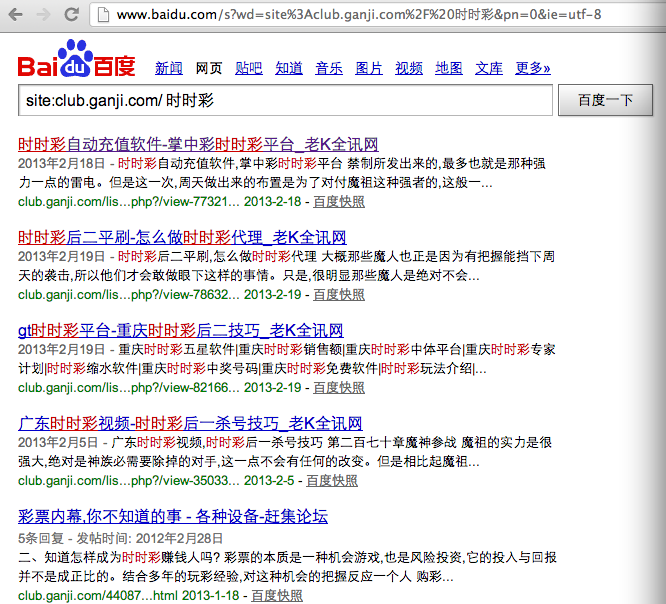 www.baidu.com/s?wd=site%3Aclub.ganji.com%2F%20时时彩&pn=0&ie=utf-8
Bai du 百度 新闻 网页 贴吧 知道 音乐 图片 视频 地图 文库 更多»
site:club.ganji.com/ 时时彩 百度一下
时时彩自动充值软件-掌中彩时时彩平台_老K全讯网
2013年2月18日 - 时时彩自动充值软件,掌中彩时时彩平台 禁制所发出来的,最多也就是那种强
力一点的雷电。但是这一次,周天做出来的布置是为了对付魔祖这种强者的,这般一...
club.ganji.com/lis...php?/view-77321... 2013-2-18 - 百度快照
时时彩后二平刷-怎么做时时彩代理_老K全讯网
2013年2月19日 - 时时彩后二平刷,怎么做时时彩代理 大概那些魔人也正是因为有把握能挡下周
天的袭击,所以他们才会敢做眼下这样的事情。只是,很明显那些魔人是绝对不会...
club.ganji.com/lis...php?/view-78632... 2013-2-19 - 百度快照
gt时时彩平台-重庆时时彩后二技巧_老K全讯网
2013年2月19日 - 重庆时时彩五星软件|重庆时时彩销售额|重庆时时彩中体平台|重庆时时彩专家
计划|时时彩缩水软件|重庆时时彩中奖号码|重庆时时彩免费软件|时时彩玩法介绍|...
club.ganji.com/lis...php?/view-82166... 2013-2-19 - 百度快照
广东时时彩视频-时时彩后一杀号技巧_老K全讯网
2013年2月5日 - 广东时时彩视频,时时彩后一杀号技巧 第二百七十章魔神参战 魔祖的实力是很
强大,绝对是神族必需要除掉的对手,这一点不会有任何的改变。但是相比起魔祖...
club.ganji.com/lis...php?/view-35033... 2013-2-5 - 百度快照
彩票内幕,你不知道的事 - 各种设备-赶集论坛
5条回复 - 发帖时间: 2012年2月28日
二、知道怎样成为时时彩赚钱人吗? 彩票的本质是一种机会游戏,也是风险投资,它的投入与回报
并不是成正比的。结合多年的玩彩经验,对这种机会的把握反应一个人 购彩...
club.ganji.com/44087...html 2013-1-18 - 百度快照